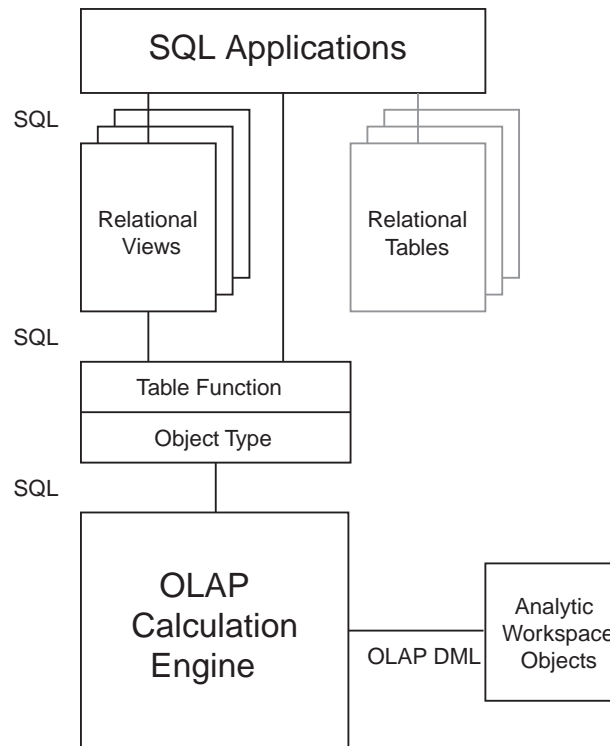 SQL Applications
SQL
Relational
Views
Relational
Tables
SQL
Table Function
Object Type
SQL
OLAP
Calculation
Engine
OLAP DML
Analytic
Workspace
Objects